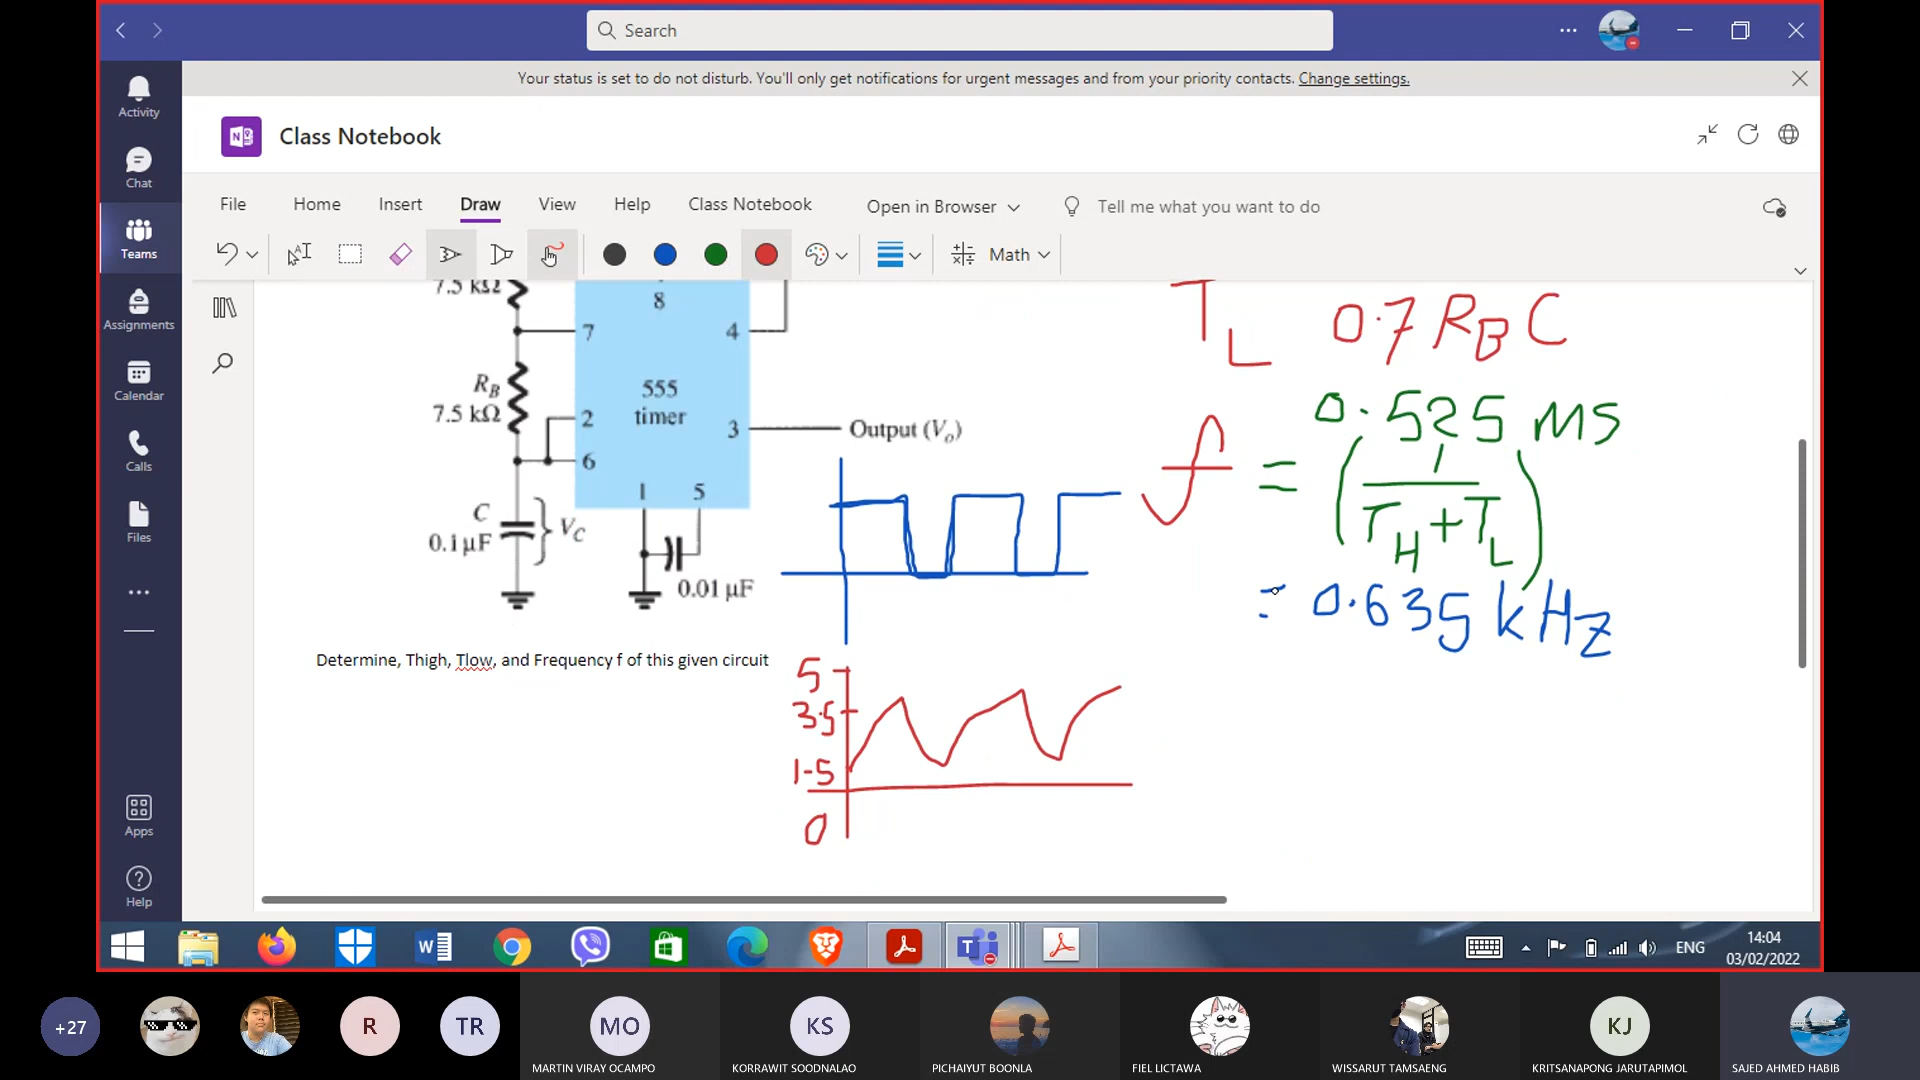 Search
Your status is set to do not disturb. You'll only get notifications for urgent messages and from your priority contacts. Change settings.
Activity
Chat
Teams
Assignments
Calendar
Calls
Files
Apps
Help
Class Notebook
File Home Insert Draw View Help Class Notebook Open in Browser Tell me what you want to do
Math
7.5 kΩ
8
7
4
R_B
7.5 kΩ
555
timer
2
3
Output (V_o)
6
1 5
C
0.1 μF
V_C
0.01 μF
Determine, Thigh, Tlow, and Frequency f of this given circuit
T_L 0.7 R_B C
0.525 ms
f = (1 / (T_H + T_L))
= 0.635 kHz
5
3.5
1-5
0
ENG
14:04
03/02/2022
+27
R
TR
MO
MARTIN VIRAY OCAMPO
KS
KORRAWIT SOODNALAO
PICHAIYUT BOONLA
FIEL LICTAWA
WISSARUT TAMSAENG
KJ
KRITSANAPONG JARUTAPIMOL
SAJED AHMED HABIB